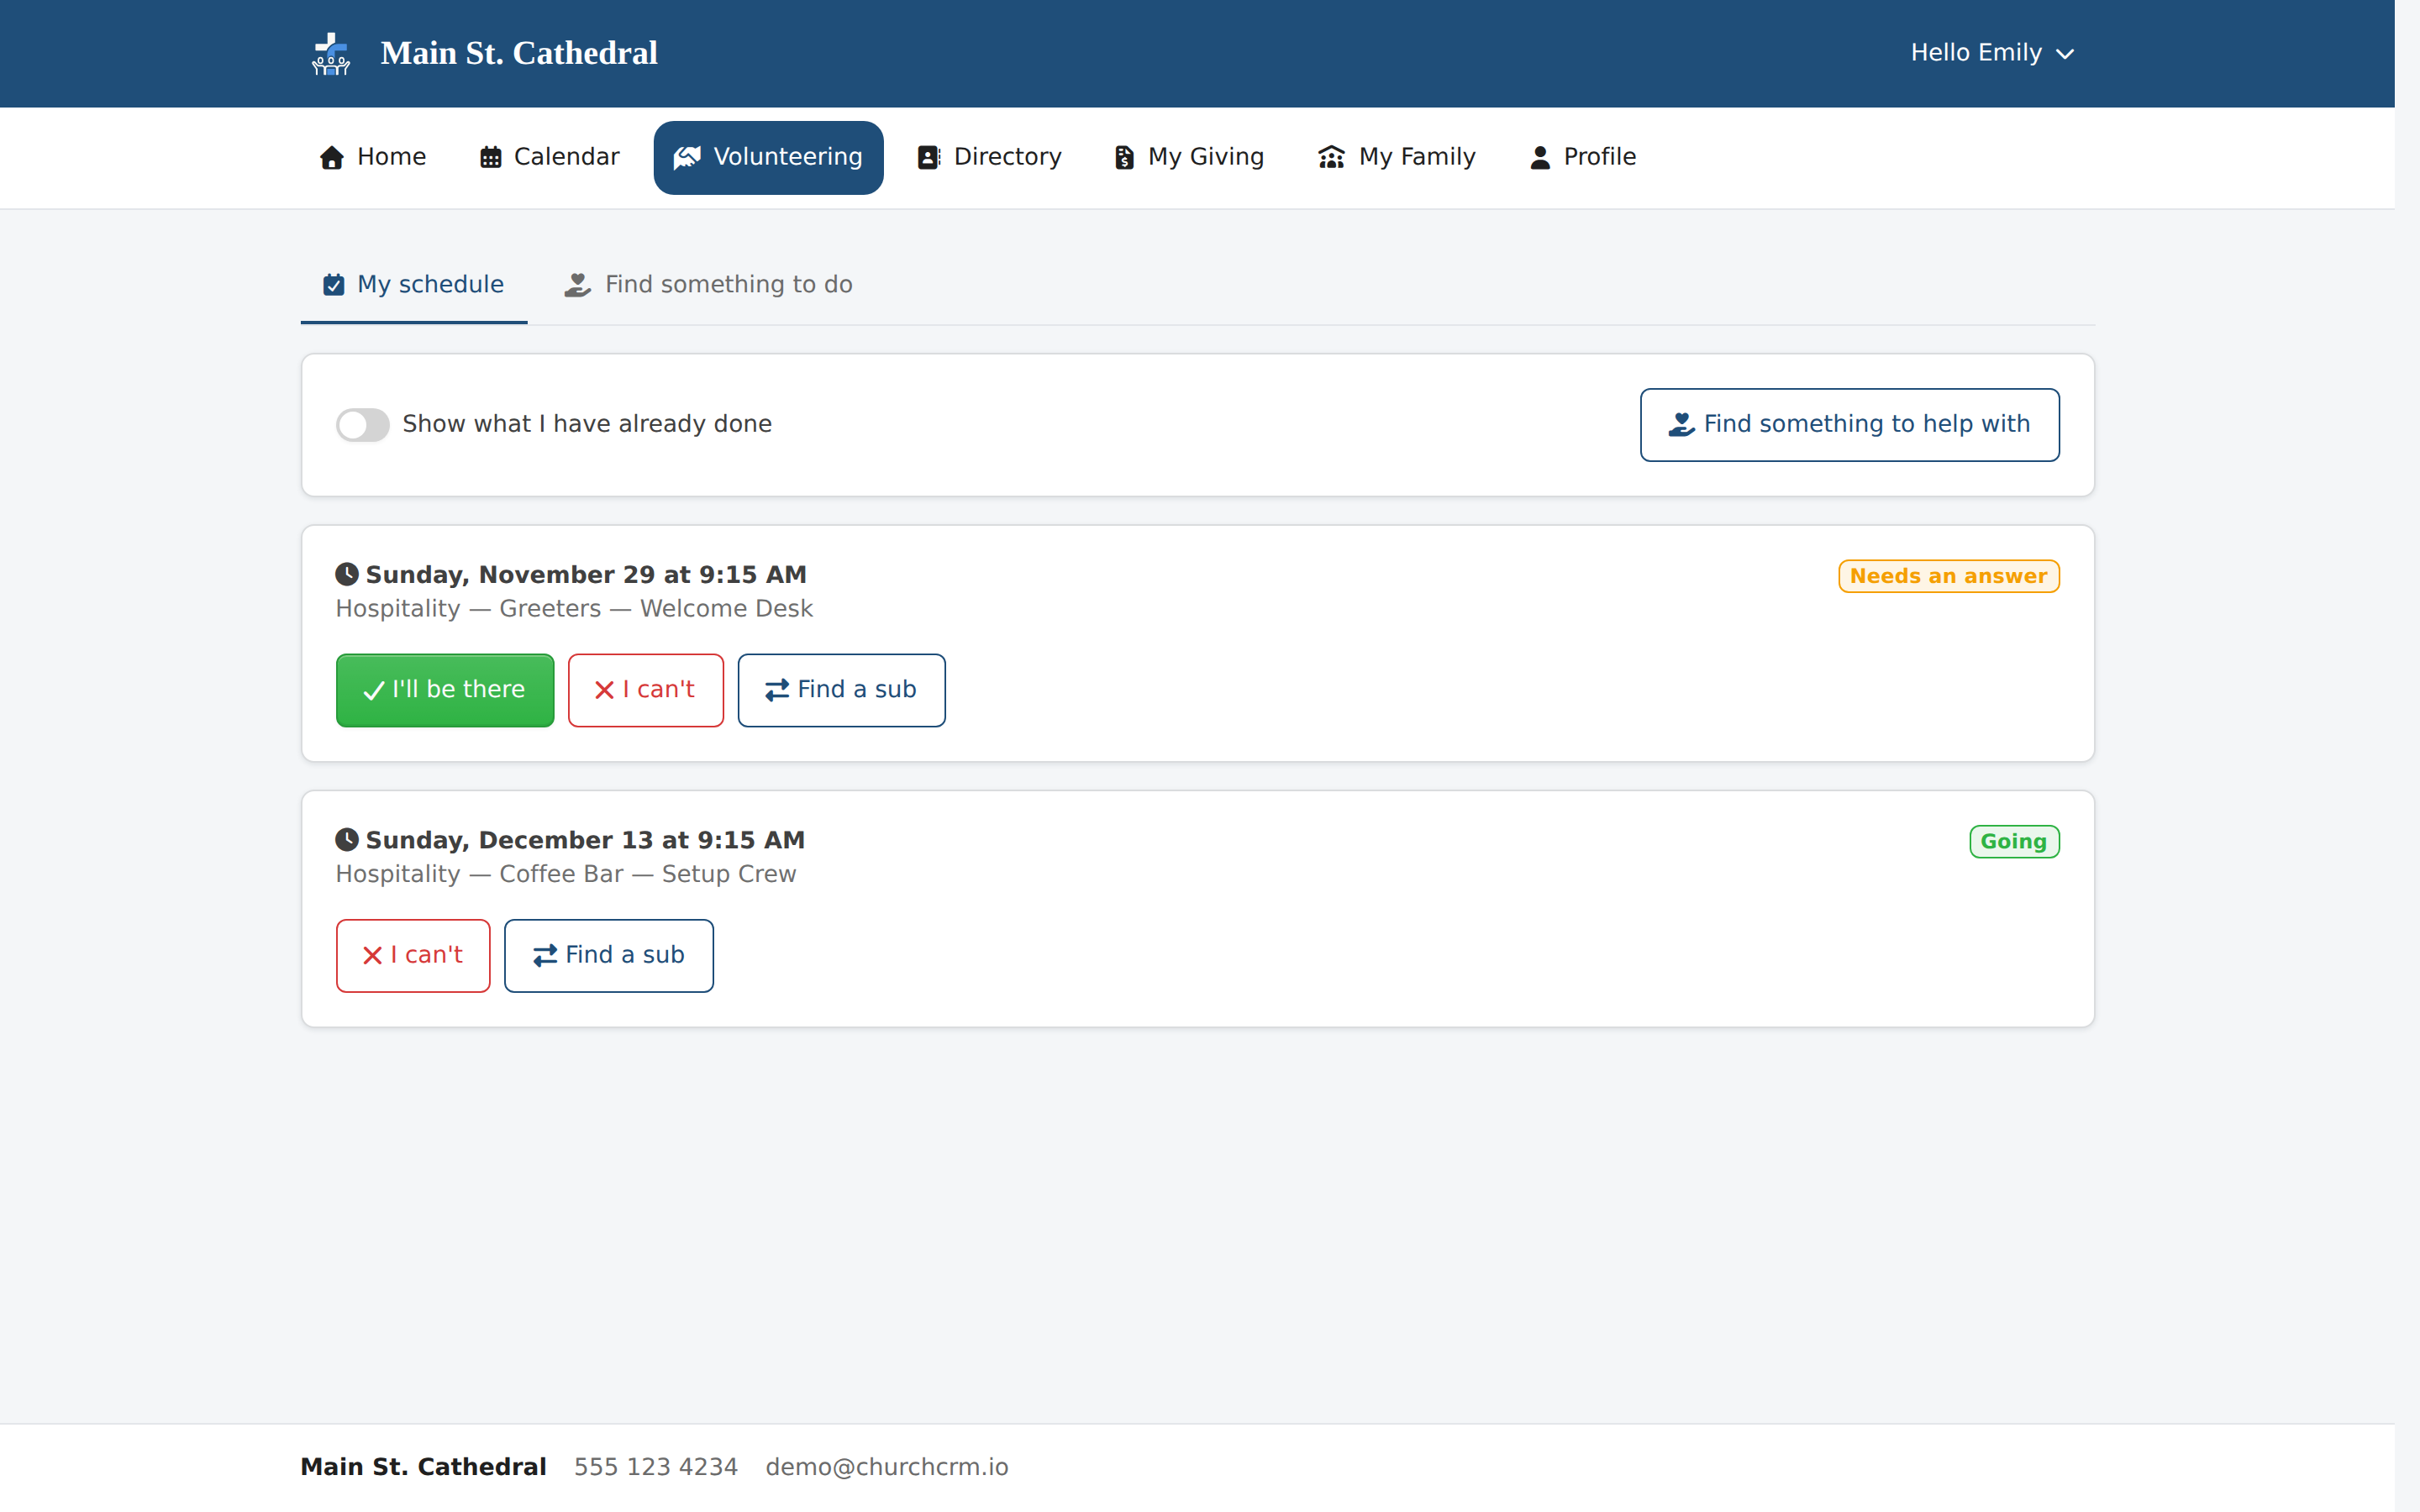 Main St. Cathedral
Hello Emily
Home Calendar Volunteering Directory My Giving My Family Profile
My schedule Find something to do
Show what I have already done Find something to help with
Sunday, November 29 at 9:15 AM Needs an answer
Hospitality — Greeters — Welcome Desk
I'll be there I can't Find a sub
Sunday, December 13 at 9:15 AM Going
Hospitality — Coffee Bar — Setup Crew
I can't Find a sub
Main St. Cathedral 555 123 4234 demo@churchcrm.io